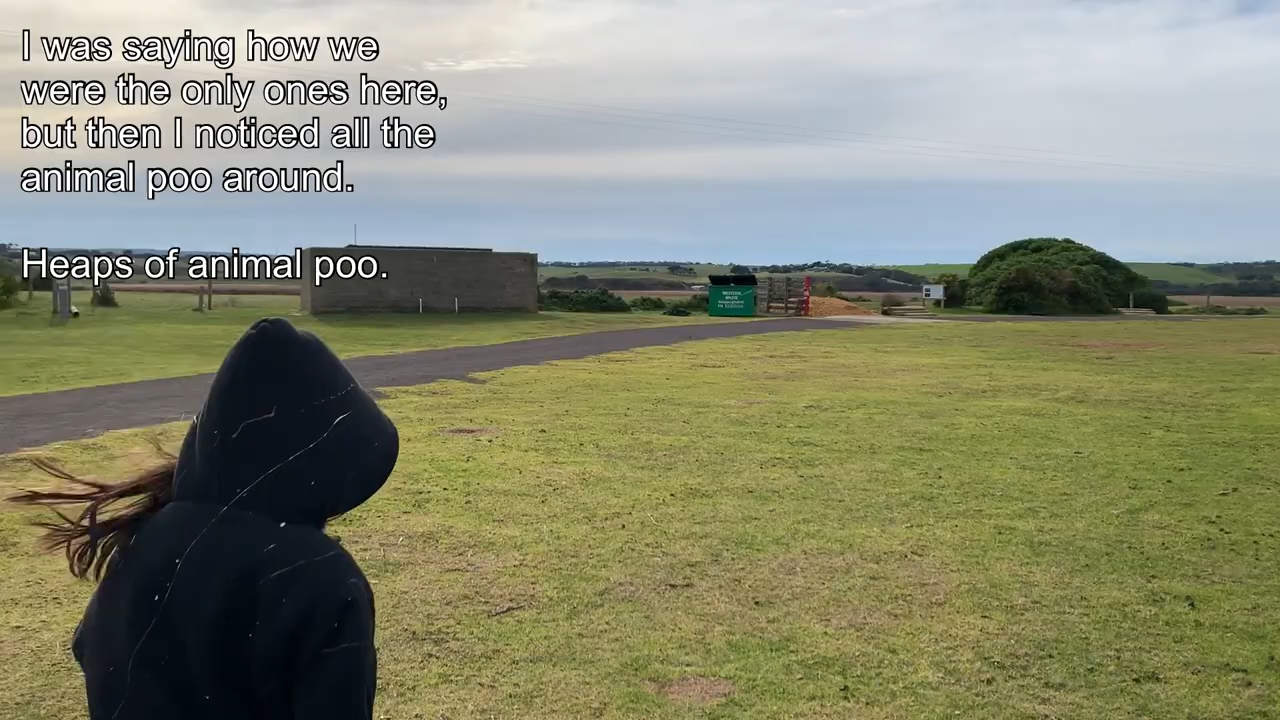 I was saying how we
were the only ones here,
but then I noticed all the
animal poo around.
Heaps of animal poo.